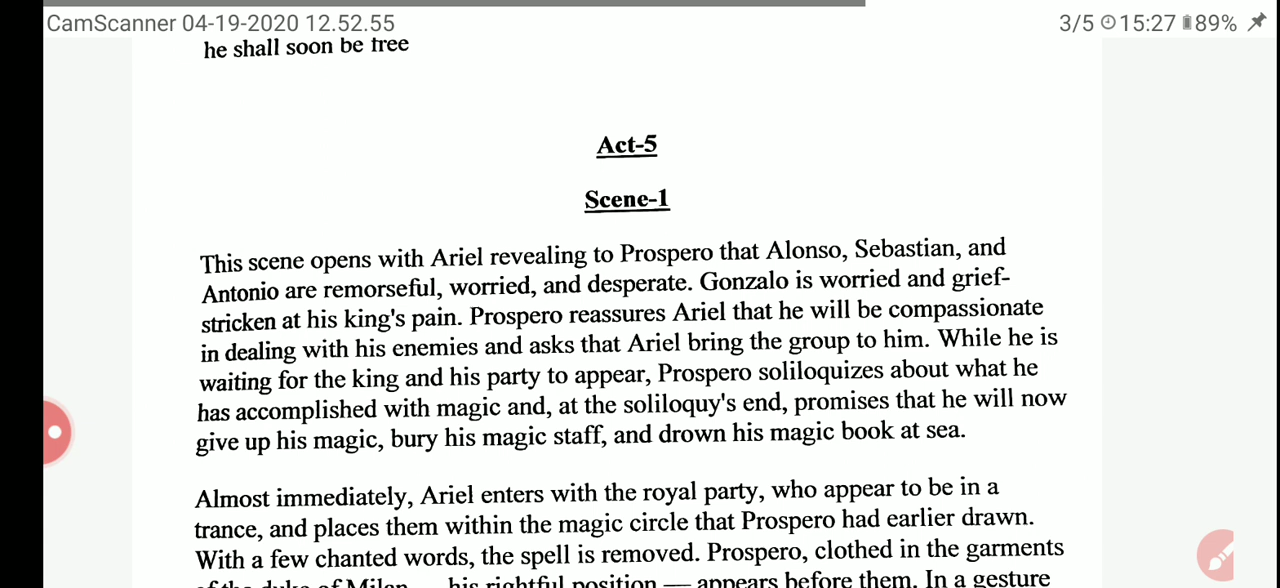 CamScanner 04-19-2020 12.52.55
3/5 15:27 89%
he shall soon be free
Act-5
Scene-1
This scene opens with Ariel revealing to Prospero that Alonso, Sebastian, and
Antonio are remorseful, worried, and desperate. Gonzalo is worried and grief-
stricken at his king's pain. Prospero reassures Ariel that he will be compassionate
in dealing with his enemies and asks that Ariel bring the group to him. While he is
waiting for the king and his party to appear, Prospero soliloquizes about what he
has accomplished with magic and, at the soliloquy's end, promises that he will now
give up his magic, bury his magic staff, and drown his magic book at sea.
Almost immediately, Ariel enters with the royal party, who appear to be in a
trance, and places them within the magic circle that Prospero had earlier drawn.
With a few chanted words, the spell is removed. Prospero, clothed in the garments
of the duke of Milan — his rightful position — appears before them. In a gesture